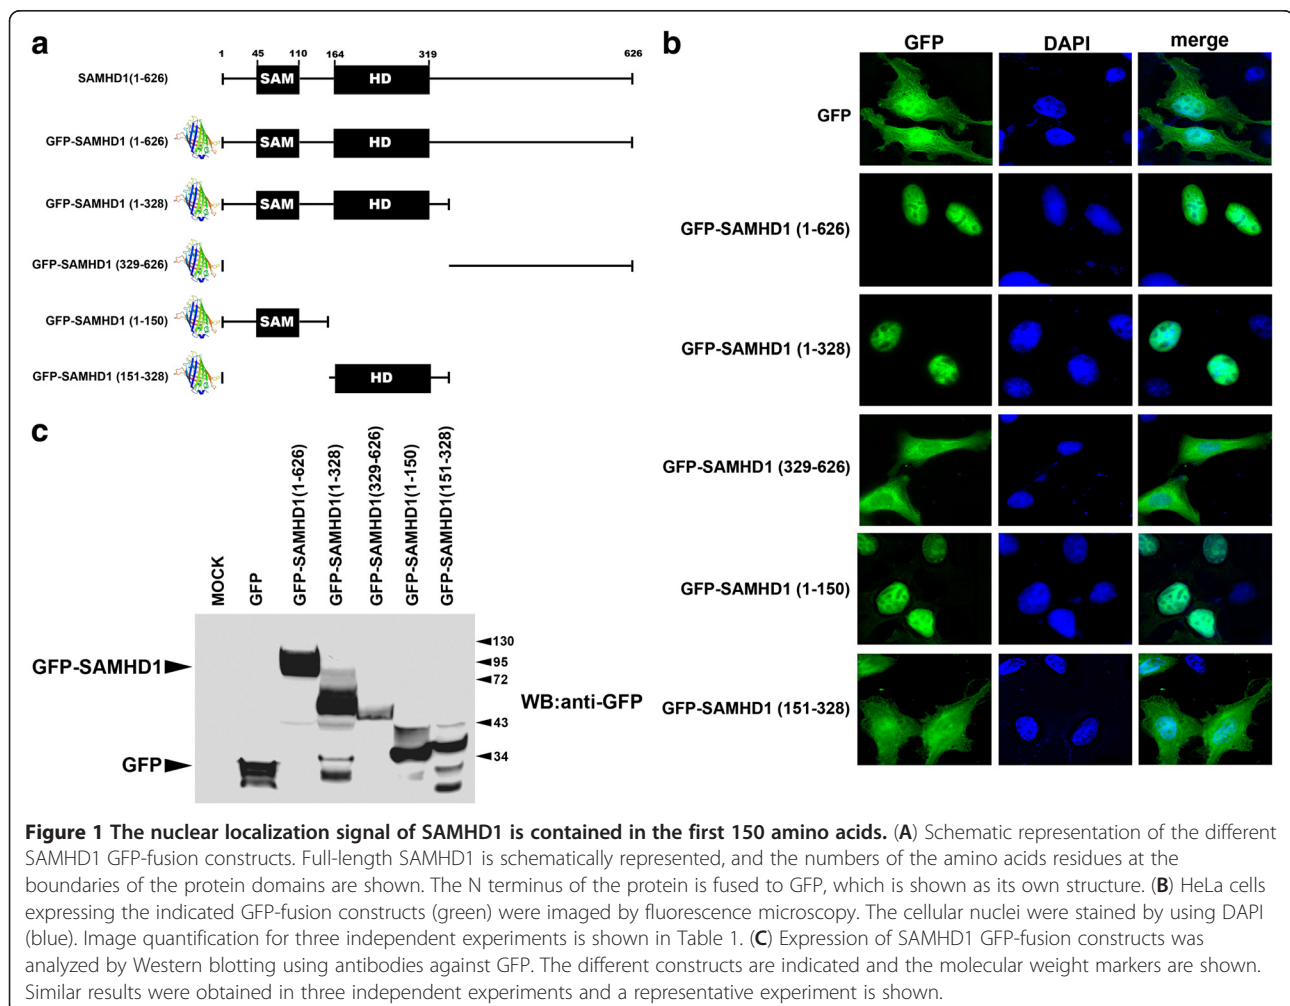 a
1 45 110 164 319 626
SAMHD1(1-626) SAM HD
GFP-SAMHD1 (1-626) SAM HD
GFP-SAMHD1 (1-328) SAM HD
GFP-SAMHD1 (329-626)
GFP-SAMHD1 (1-150) SAM
GFP-SAMHD1 (151-328) HD
b
GFP DAPI merge
GFP
GFP-SAMHD1 (1-626)
GFP-SAMHD1 (1-328)
GFP-SAMHD1 (329-626)
GFP-SAMHD1 (1-150)
GFP-SAMHD1 (151-328)
c
MOCK
GFP
GFP-SAMHD1(1-626)
GFP-SAMHD1(1-328)
GFP-SAMHD1(329-626)
GFP-SAMHD1(1-150)
GFP-SAMHD1(151-328)
GFP-SAMHD1
GFP
130
95
72
43
34
WB:anti-GFP
Figure 1 The nuclear localization signal of SAMHD1 is contained in the first 150 amino acids. (A) Schematic representation of the different
SAMHD1 GFP-fusion constructs. Full-length SAMHD1 is schematically represented, and the numbers of the amino acids residues at the
boundaries of the protein domains are shown. The N terminus of the protein is fused to GFP, which is shown as its own structure. (B) HeLa cells
expressing the indicated GFP-fusion constructs (green) were imaged by fluorescence microscopy. The cellular nuclei were stained by using DAPI
(blue). Image quantification for three independent experiments is shown in Table 1. (C) Expression of SAMHD1 GFP-fusion constructs was
analyzed by Western blotting using antibodies against GFP. The different constructs are indicated and the molecular weight markers are shown.
Similar results were obtained in three independent experiments and a representative experiment is shown.